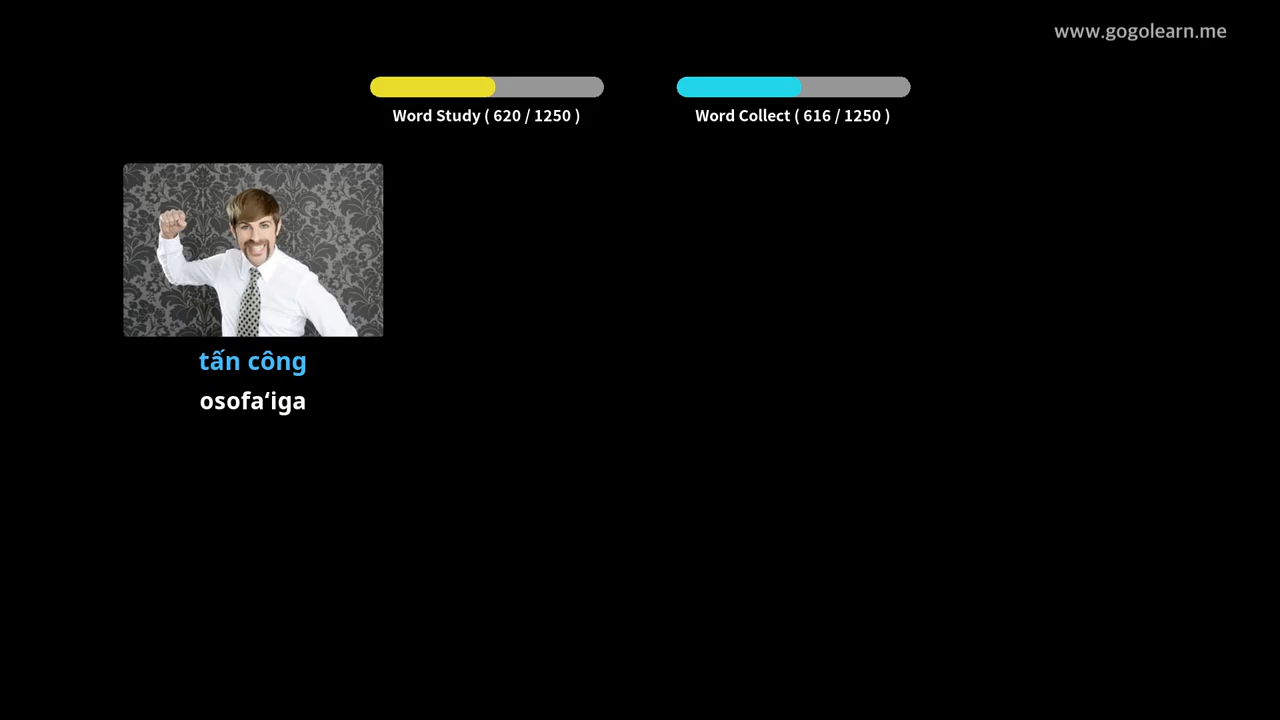 www.gogolearn.me
Word Study ( 620 / 1250 )
Word Collect ( 616 / 1250 )
tấn công
osofa‘iga